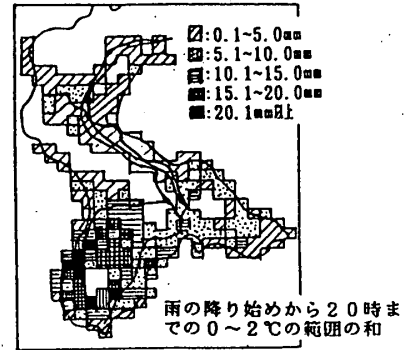 :0.1~5.0mm
:5.1~10.0mm
:10.1~15.0mm
:15.1~20.0mm
:20.1mm以上
雨の降り始めから20時ま
での0～2℃の範囲の和